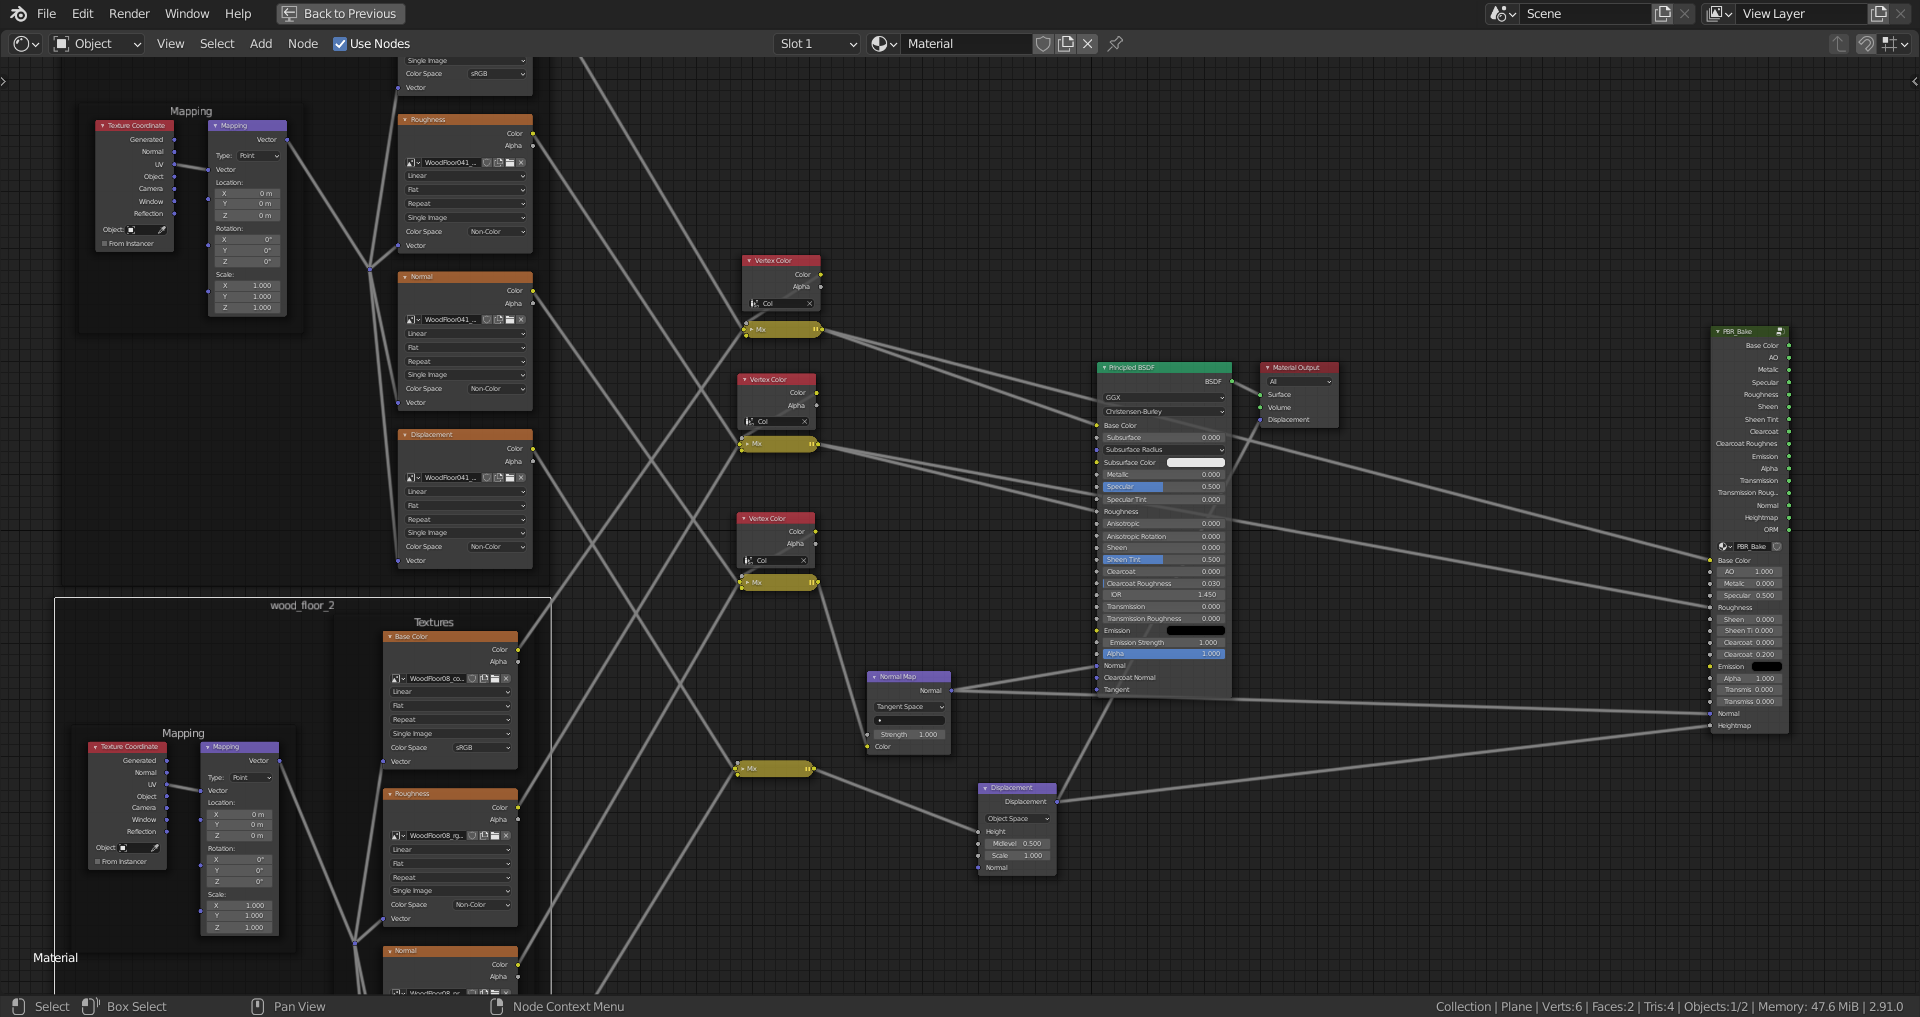 File Edit Render Window Help Back to Previous Scene View Layer
Object View Select Add Node Use Nodes Slot 1 Material
Single Image
Color Space sRGB
Vector
Mapping
Texture Coordinate
Generated
Normal
UV
Object
Camera
Window
Reflection
Object:
From Instancer
Mapping
Vector
Type: Point
Vector
Location:
X 0 m
Y 0 m
Z 0 m
Rotation:
X 0°
Y 0°
Z 0°
Scale:
X 1.000
Y 1.000
Z 1.000
Roughness
Color
Alpha
WoodFloor041_...
Linear
Flat
Repeat
Single Image
Color Space Non-Color
Vector
Normal
Color
Alpha
WoodFloor041_...
Linear
Flat
Repeat
Single Image
Color Space Non-Color
Vector
Displacement
Color
Alpha
WoodFloor041_...
Linear
Flat
Repeat
Single Image
Color Space Non-Color
Vector
wood_floor_2
Textures
Base Color
Color
Alpha
WoodFloor08_co...
Linear
Flat
Repeat
Single Image
Color Space sRGB
Vector
Mapping
Texture Coordinate
Generated
Normal
UV
Object
Camera
Window
Reflection
Object
From Instancer
Mapping
Vector
Type: Point
Vector
Location:
X 0 m
Y 0 m
Z 0 m
Rotation:
X 0°
Y 0°
Z 0°
Scale:
X 1.000
Y 1.000
Z 1.000
Roughness
Color
Alpha
WoodFloor08_rg...
Linear
Flat
Repeat
Single Image
Color Space Non-Color
Vector
Normal
Color
Alpha
Vertex Color
Color
Alpha
Col
Mix
Vertex Color
Color
Alpha
Col
Mix
Vertex Color
Color
Alpha
Col
Mix
Mix
Normal Map
Normal
Tangent Space
Strength 1.000
Color
Displacement
Displacement
Object Space
Height
Midlevel 0.500
Scale 1.000
Normal
Principled BSDF
BSDF
GGX
Christensen-Burley
Base Color
Subsurface 0.000
Subsurface Radius
Subsurface Color
Metallic 0.000
Specular 0.500
Specular Tint 0.000
Roughness
Anisotropic 0.000
Anisotropic Rotation 0.000
Sheen 0.000
Sheen Tint 0.500
Clearcoat 0.000
Clearcoat Roughness 0.030
IOR 1.450
Transmission 0.000
Transmission Roughness 0.000
Emission
Emission Strength 1.000
Alpha 1.000
Normal
Clearcoat Normal
Tangent
Material Output
All
Surface
Volume
Displacement
PBR_Bake
Base Color
AO
Metalic
Specular
Roughness
Sheen
Sheen Tint
Clearcoat
Clearcoat Roughnes
Emission
Alpha
Transmission
Transmission Roug..
Normal
Heightmap
ORM
PBR_Bake
Base Color
AO 1.000
Metalic 0.000
Specular 0.500
Roughness
Sheen 0.000
Sheen Ti 0.000
Clearcoat 0.000
Clearcoat 0.200
Emission
Alpha 1.000
Transmis 0.000
Transmiss 0.000
Normal
Heightmap
Material
Select Box Select Pan View Node Context Menu Collection | Plane | Verts:6 | Faces:2 | Tris:4 | Objects:1/2 | Memory: 47.6 MiB | 2.91.0